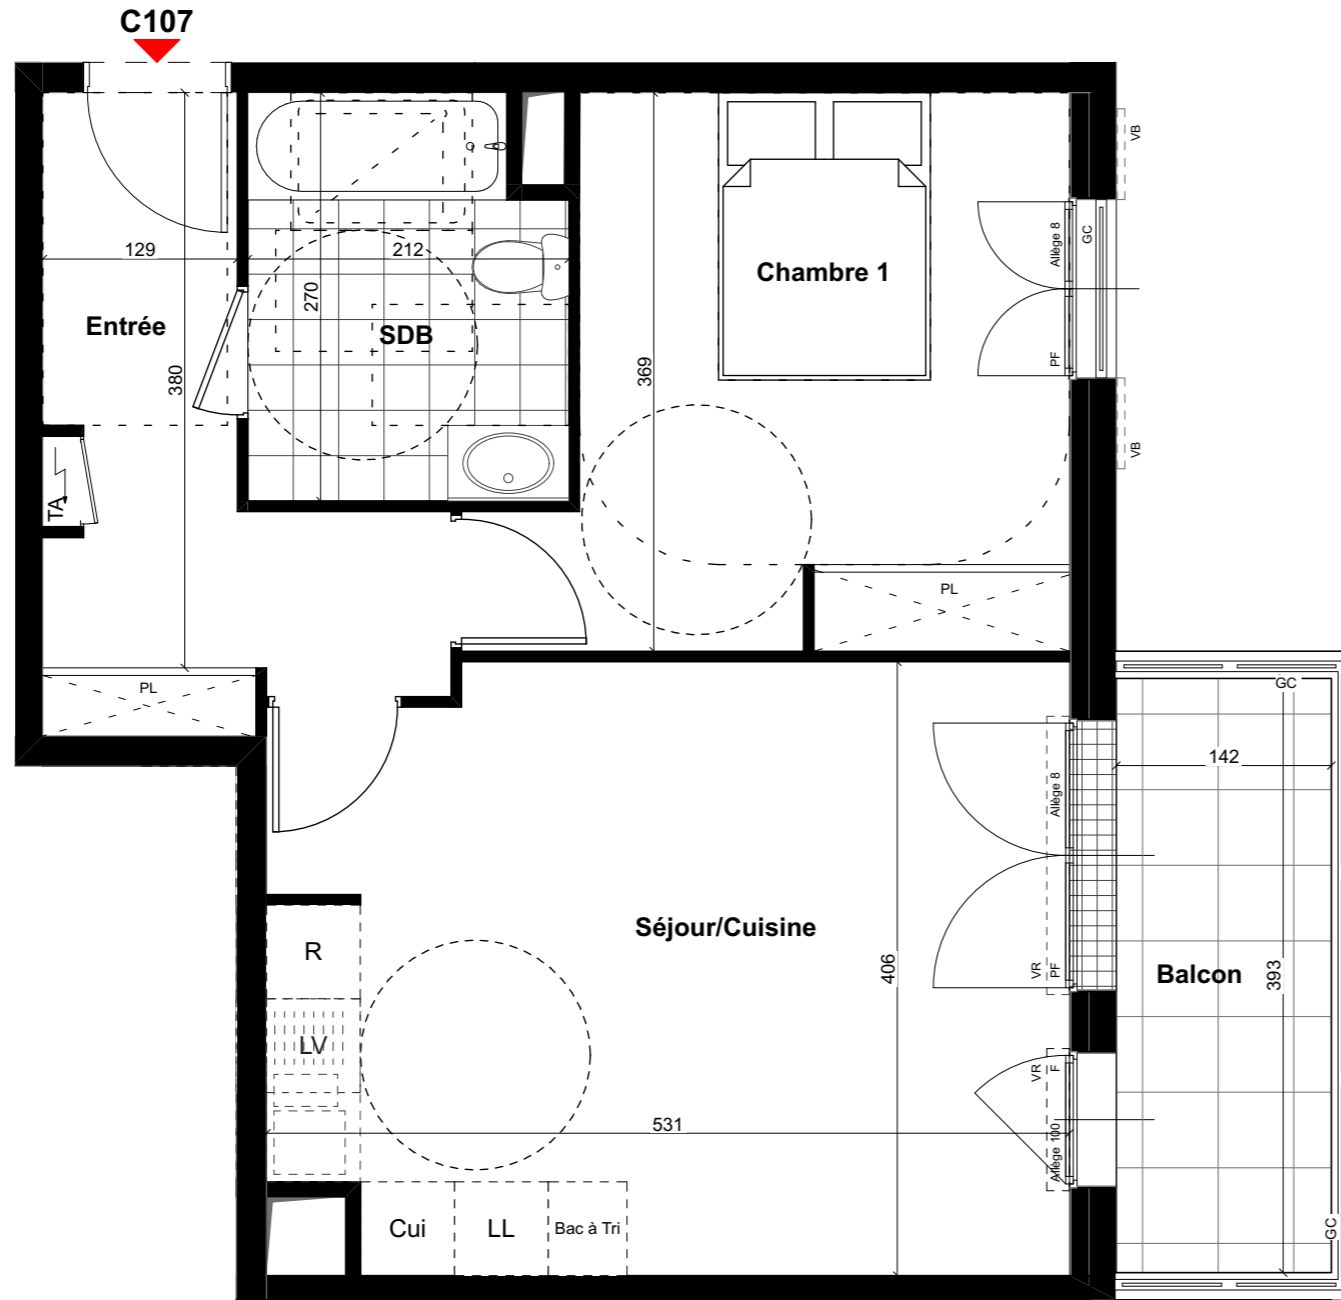 C107
VB
GC
Allège 8
129
212
Chambre 1
270
Entrée
SDB
PF
380
369
VB
TA
PL
PL
GC
142
Allège 8
Séjour/Cuisine
R
406
VR
PF
Balcon
393
LV
VR
F
531
Allège 100
Cui
LL
Bac à Tri
GC